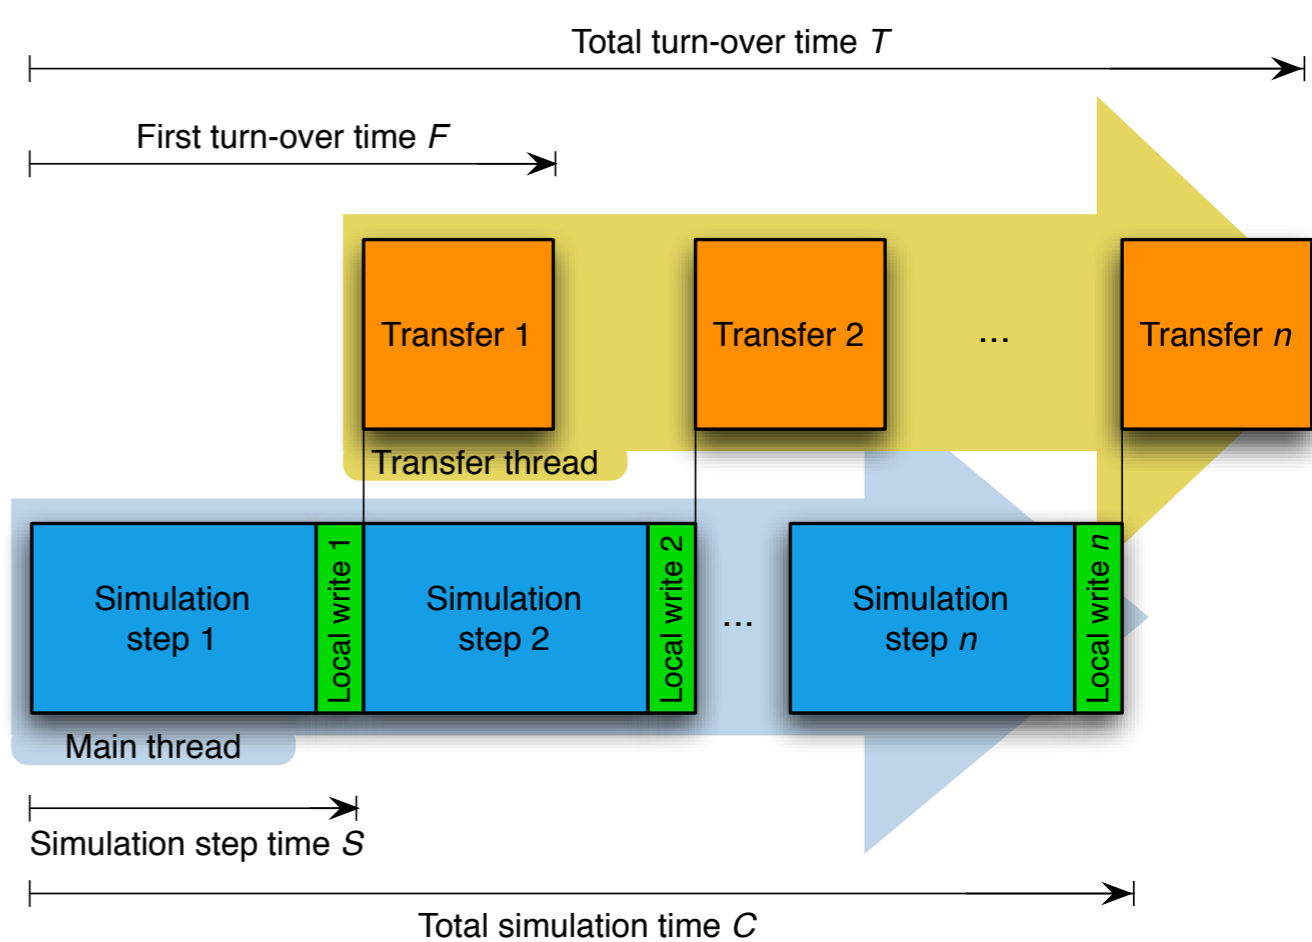 Total turn-over time T
First turn-over time F
Transfer 1
Transfer 2
...
Transfer n
Transfer thread
Simulation
step 1
Local write 1
Simulation
step 2
Local write 2
...
Simulation
step n
Local write n
Main thread
Simulation step time S
Total simulation time C